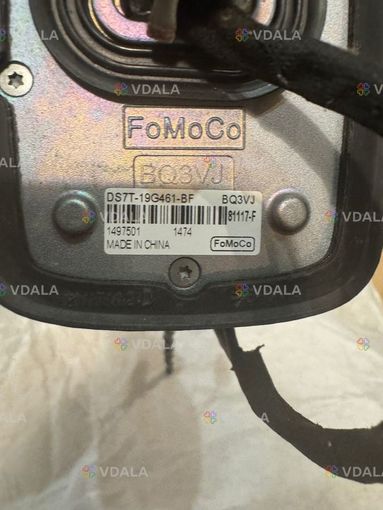 FoMoCo
BQ3VJ
DS7T-19G461-BF BQ3VJ
81117-F
1497501 1474
MADE IN CHINA FoMoCo
VDALA